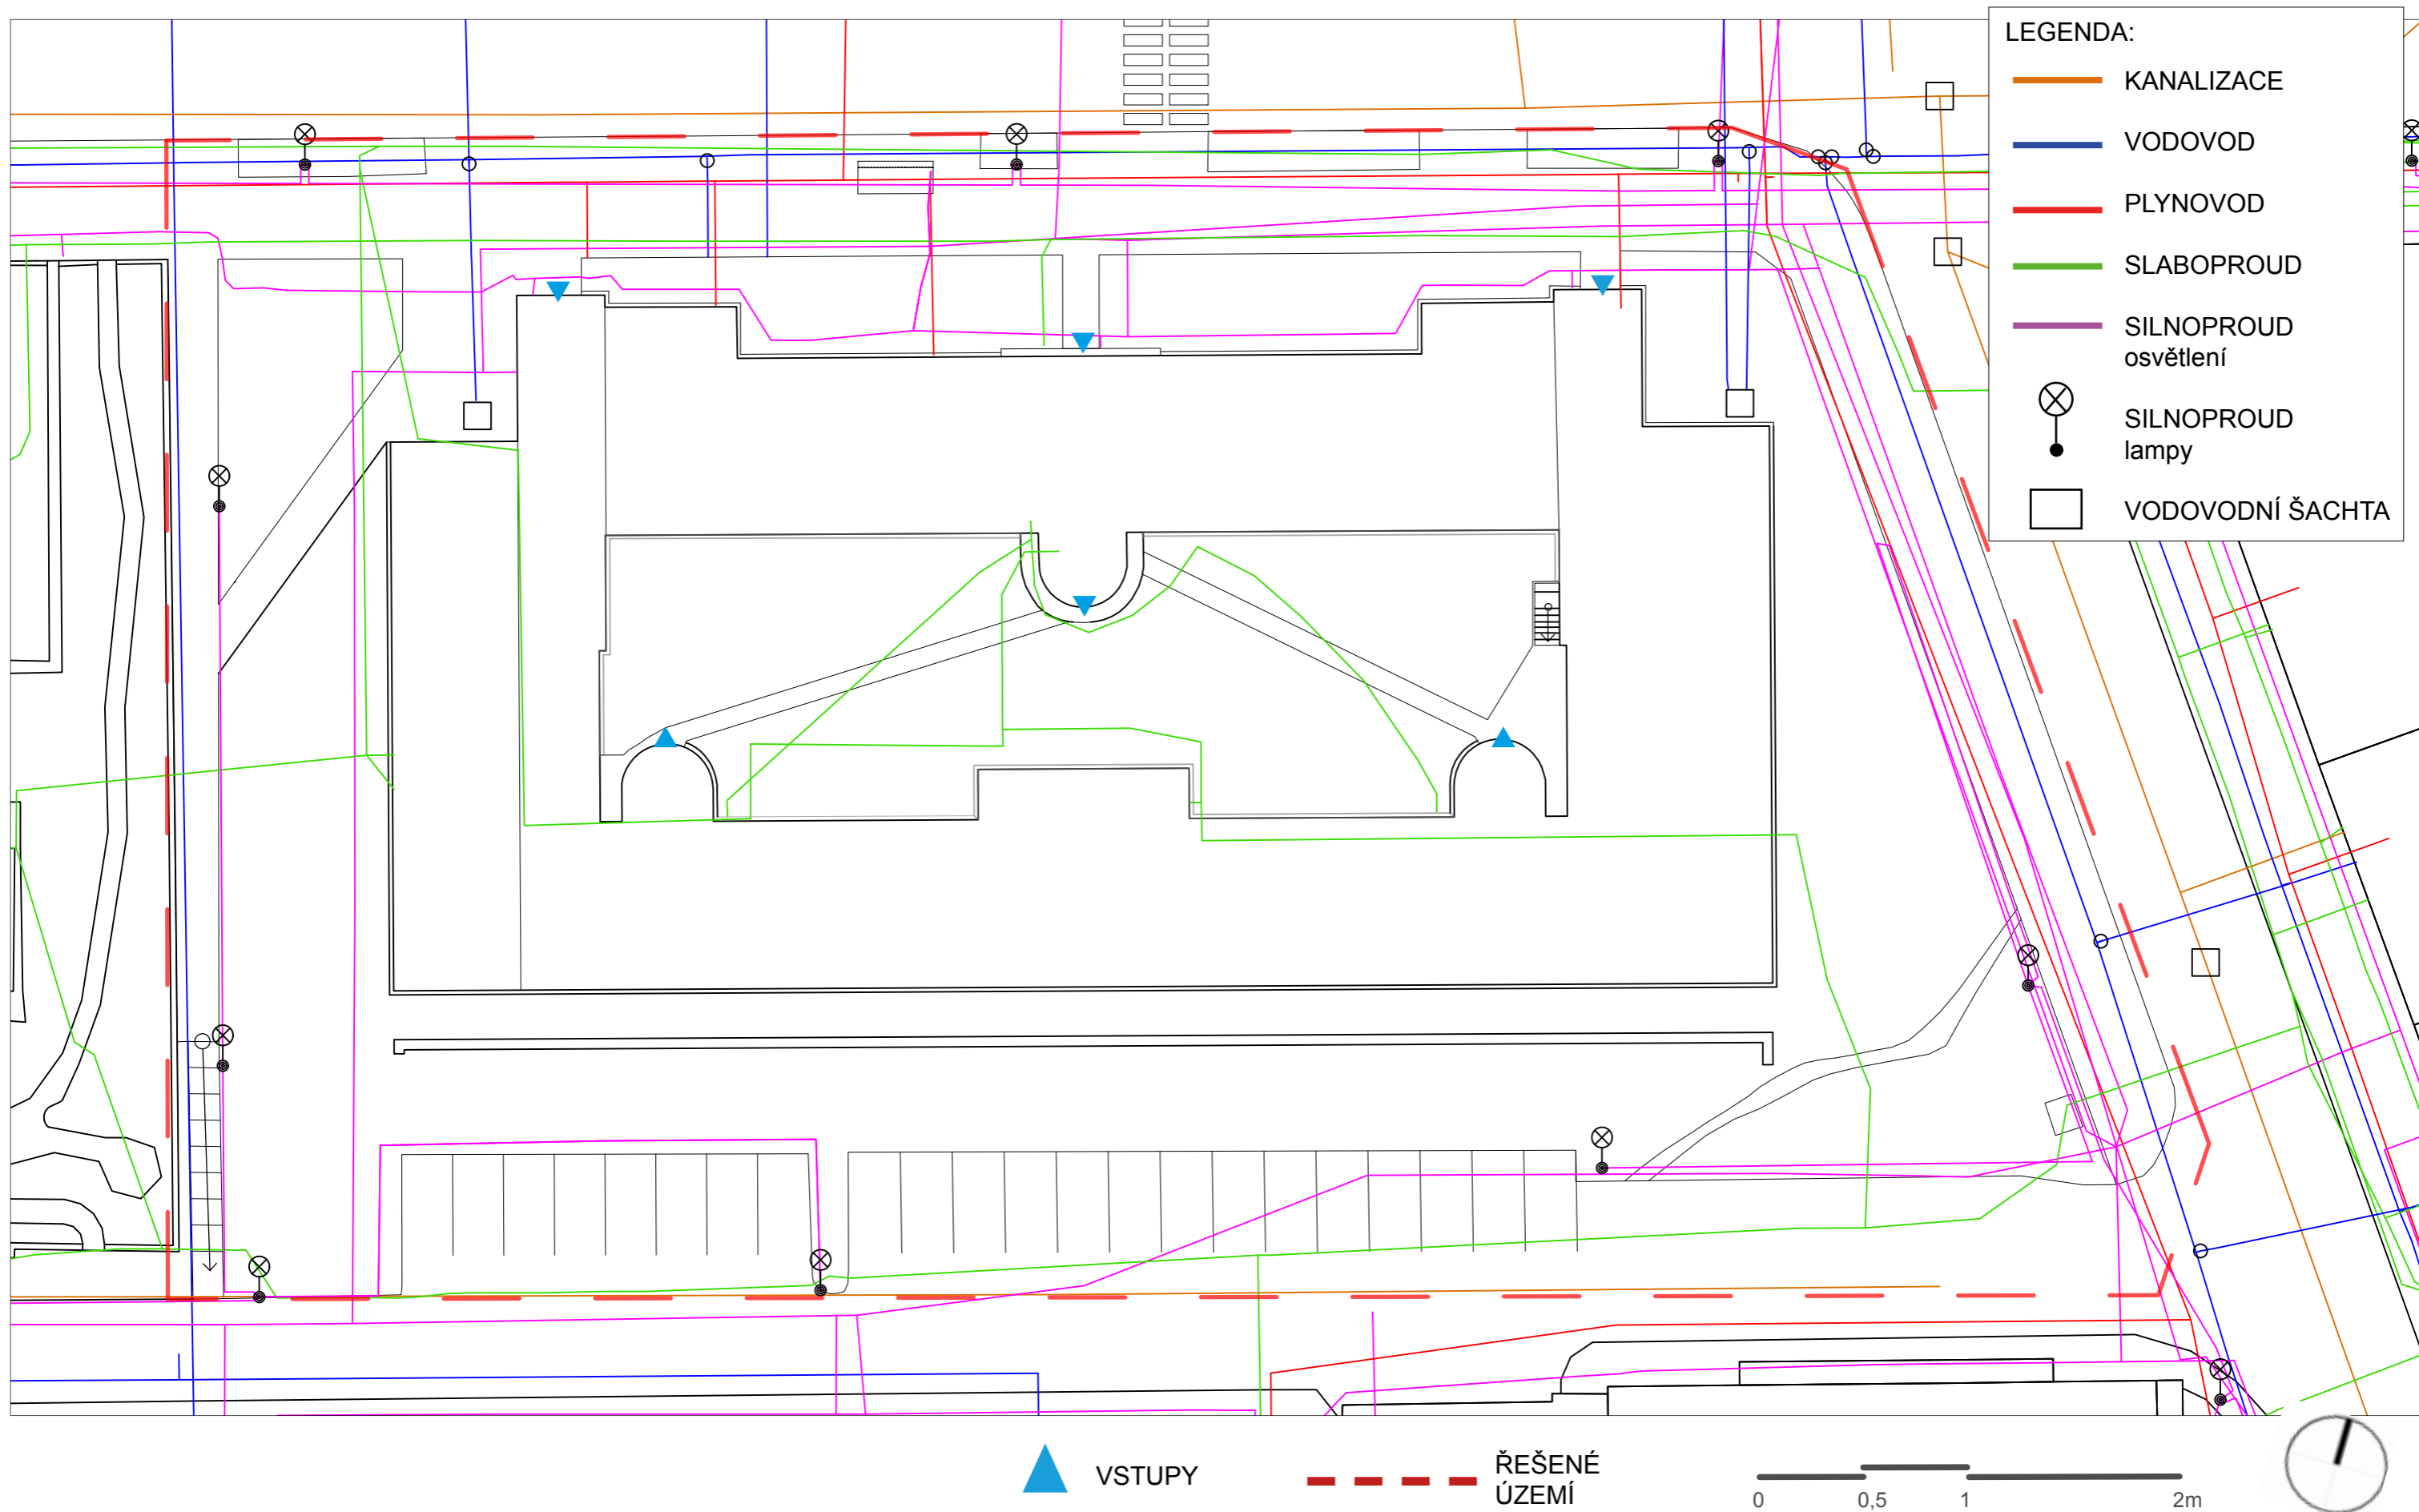 LEGENDA:
KANALIZACE
VODOVOD
PLYNOVOD
SLABOPROUD
SILNOPROUD
osvětlení
SILNOPROUD
lampy
VODOVODNÍ ŠACHTA
VSTUPY
ŘEŠENÉ
ÚZEMÍ
0 0,5 1 2m